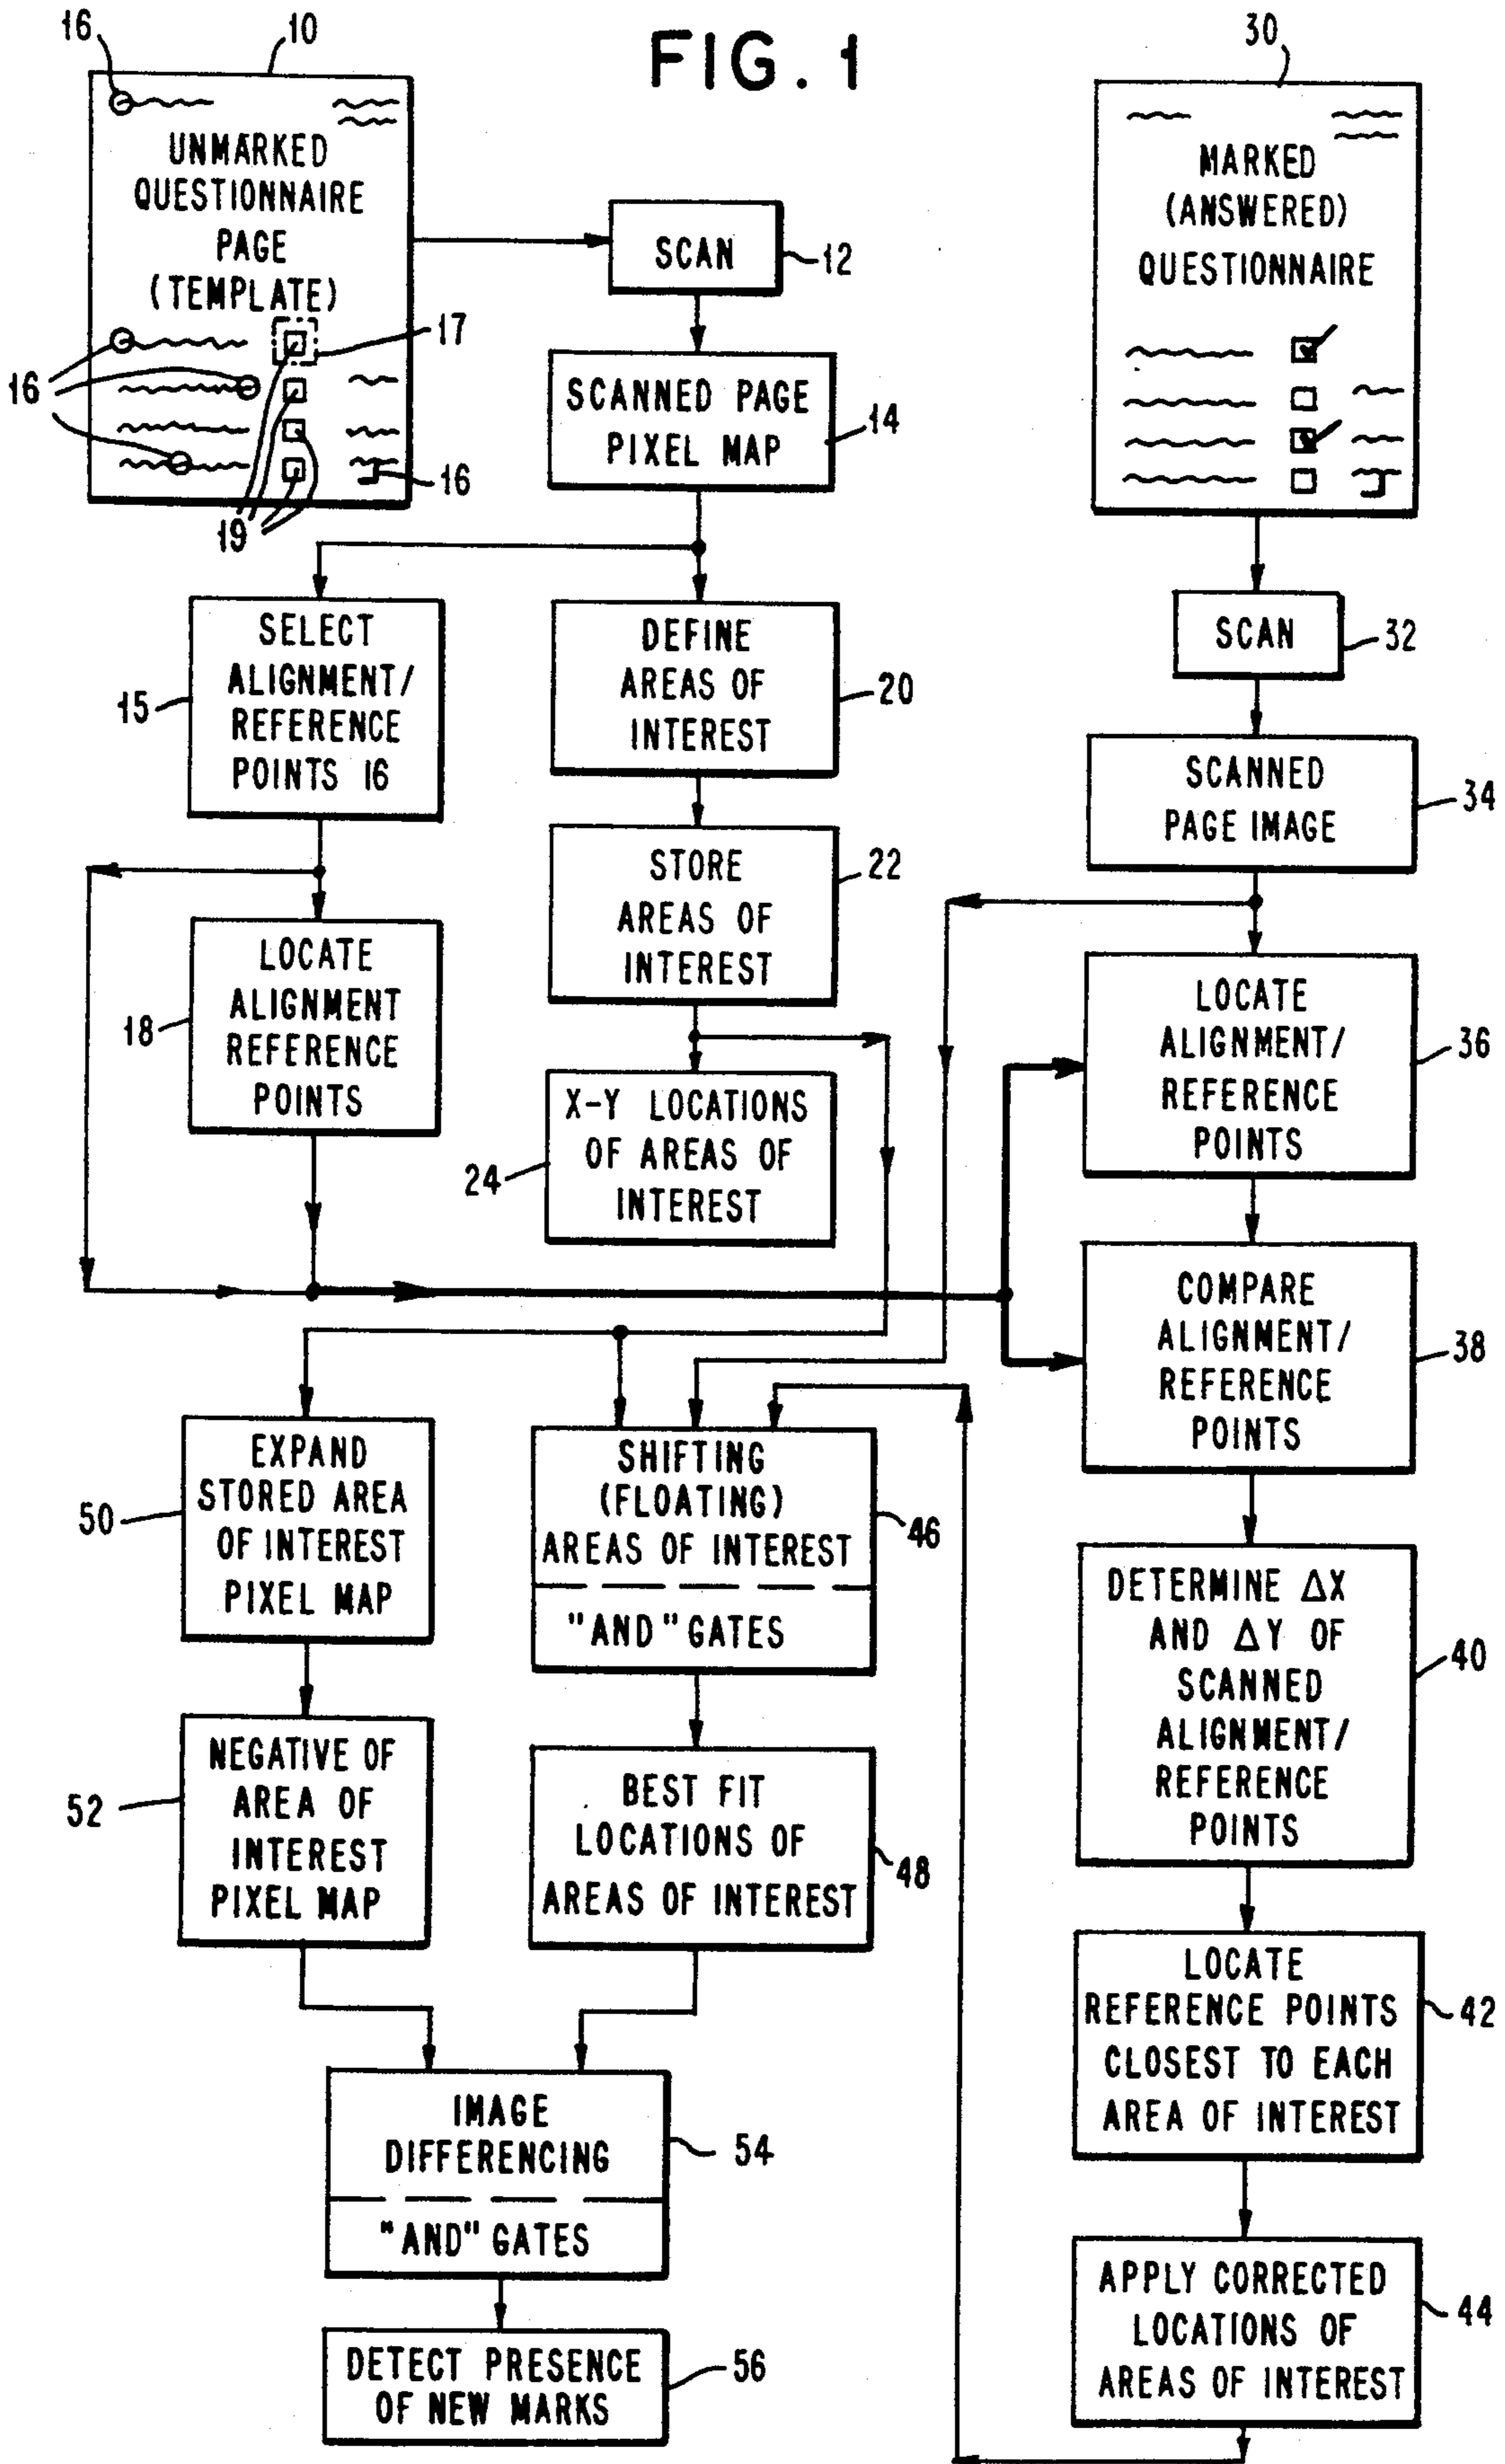 FIG. 1
16
10
UNMARKED
QUESTIONNAIRE
PAGE
(TEMPLATE)
17
16
16
19
SCAN
12
SCANNED PAGE
PIXEL MAP
14
SELECT
ALIGNMENT/
REFERENCE
POINTS 16
15
LOCATE
ALIGNMENT
REFERENCE
POINTS
18
DEFINE
AREAS OF
INTEREST
20
STORE
AREAS OF
INTEREST
22
X-Y LOCATIONS
OF AREAS OF
INTEREST
24
30
MARKED
(ANSWERED)
QUESTIONNAIRE
SCAN
32
SCANNED
PAGE IMAGE
34
LOCATE
ALIGNMENT/
REFERENCE
POINTS
36
COMPARE
ALIGNMENT/
REFERENCE
POINTS
38
DETERMINE ΔX
AND ΔY OF
SCANNED
ALIGNMENT/
REFERENCE
POINTS
40
LOCATE
REFERENCE POINTS
CLOSEST TO EACH
AREA OF INTEREST
42
APPLY CORRECTED
LOCATIONS OF
AREAS OF INTEREST
44
SHIFTING
(FLOATING)
AREAS OF INTEREST
"AND" GATES
46
BEST FIT
LOCATIONS OF
AREAS OF INTEREST
48
EXPAND
STORED AREA
OF INTEREST
PIXEL MAP
50
NEGATIVE OF
AREA OF
INTEREST
PIXEL MAP
52
IMAGE
DIFFERENCING
"AND" GATES
54
DETECT PRESENCE
OF NEW MARKS
56